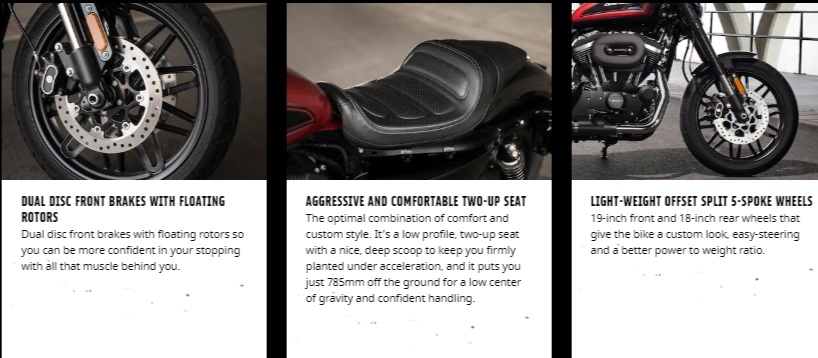 DUAL DISC FRONT BRAKES WITH FLOATING
ROTORS
Dual disc front brakes with floating rotors so
you can be more confident in your stopping
with all that muscle behind you.
AGGRESSIVE AND COMFORTABLE TWO-UP SEAT
The optimal combination of comfort and
custom style. It's a low profile, two-up seat
with a nice, deep scoop to keep you firmly
planted under acceleration, and it puts you
just 785mm off the ground for a low center
of gravity and confident handling.
LIGHT-WEIGHT OFFSET SPLIT 5-SPOKE WHEELS
19-inch front and 18-inch rear wheels that
give the bike a custom look, easy-steering
and a better power to weight ratio.